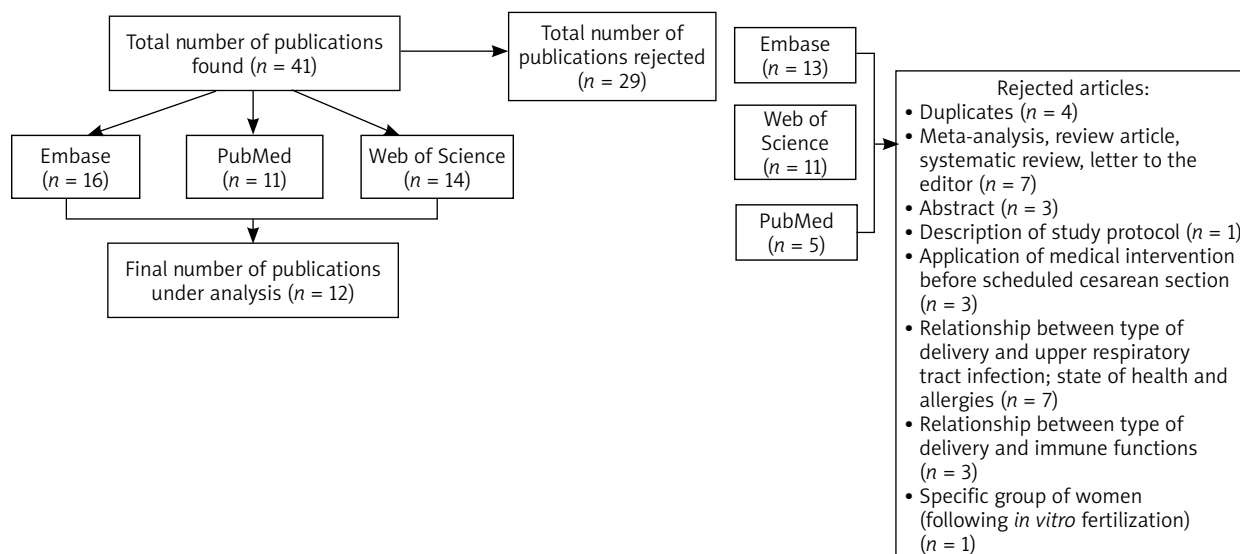 Total number of publications
found (n = 41)
Total number of
publications rejected
(n = 29)
Embase
(n = 16)
PubMed
(n = 11)
Web of Science
(n = 14)
Final number of publications
under analysis (n = 12)
Embase
(n = 13)
Web of
Science
(n = 11)
PubMed
(n = 5)
Rejected articles:
• Duplicates (n = 4)
• Meta-analysis, review article,
systematic review, letter to the
editor (n = 7)
• Abstract (n = 3)
• Description of study protocol (n = 1)
• Application of medical intervention
before scheduled cesarean section
(n = 3)
• Relationship between type of
delivery and upper respiratory
tract infection; state of health and
allergies (n = 7)
• Relationship between type of
delivery and immune functions
(n = 3)
• Specific group of women
(following in vitro fertilization)
(n = 1)